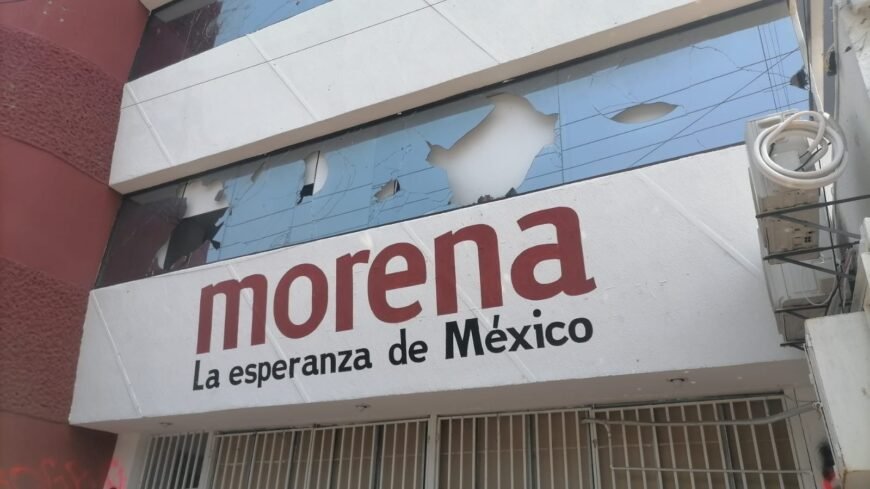 morena
La esperanza de México